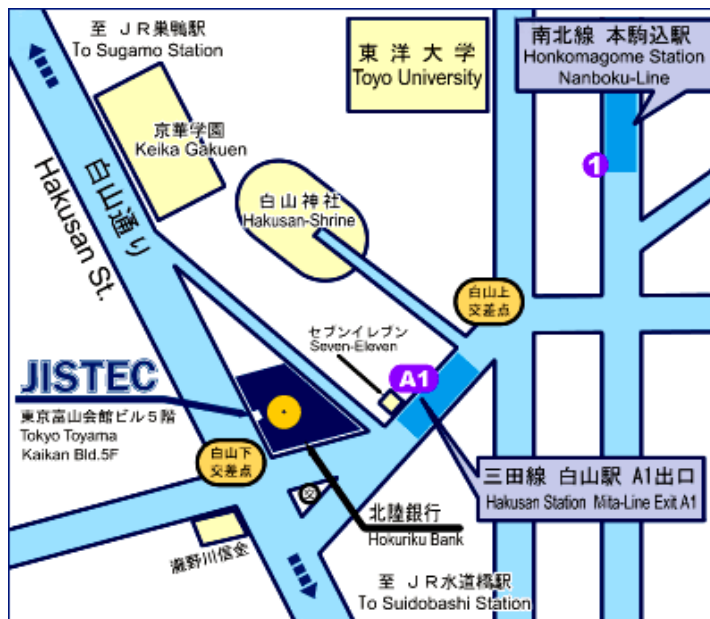 至 ＪＲ巣鴨駅
To Sugamo Station
東洋大学
Toyo University
南北線 本駒込駅
Honkomagome Station
Nanboku-Line
京華学園
Keika Gakuen
1
白山通り
Hakusan St.
白山神社
Hakusan-Shrine
白山上
交差点
セブンイレブン
Seven-Eleven
A1
JISTEC
東京富山会館ビル５階
Tokyo Toyama
Kaikan Bld.5F
白山下
交差点
三田線 白山駅 A1出口
Hakusan Station Mita-Line Exit A1
北陸銀行
Hokuriku Bank
瀧野川信金
至 ＪＲ水道橋駅
To Suidobashi Station